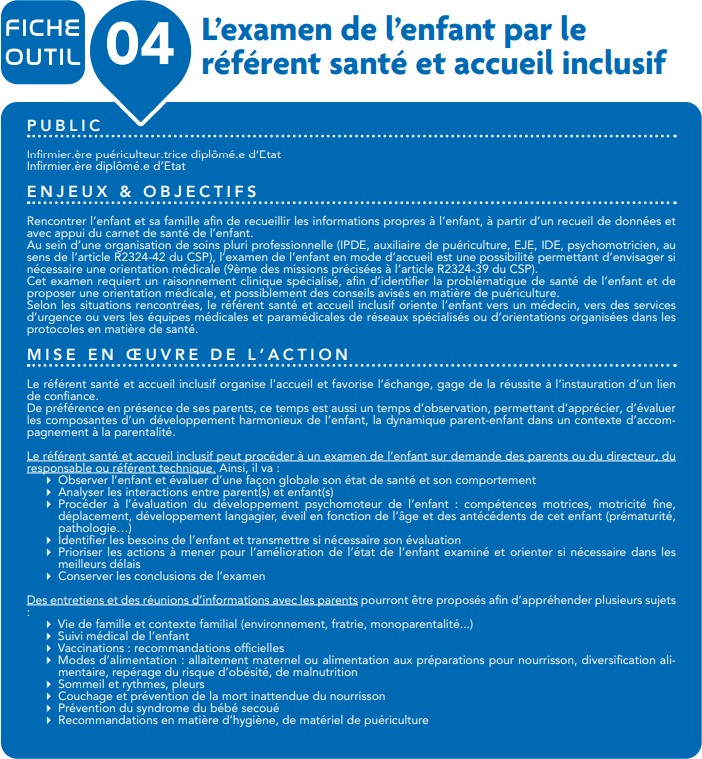 FICHE
OUTIL
04
L’examen de l’enfant par le
référent santé et accueil inclusif
PUBLIC
Infirmier.ère puériculteur.trice diplômé.e d’Etat
Infirmier.ère diplômé.e d’Etat
ENJEUX & OBJECTIFS
Rencontrer l’enfant et sa famille afin de recueillir les informations propres à l’enfant, à partir d’un recueil de données et
avec appui du carnet de santé de l’enfant.
Au sein d’une organisation de soins pluri professionnelle (IPDE, auxiliaire de puériculture, EJE, IDE, psychomotricien, au
sens de l’article R2324-42 du CSP), l’examen de l’enfant en mode d’accueil est une possibilité permettant d’envisager si
nécessaire une orientation médicale (9ème des missions précisées à l’article R2324-39 du CSP).
Cet examen requiert un raisonnement clinique spécialisé, afin d’identifier la problématique de santé de l’enfant et de
proposer une orientation médicale, et possiblement des conseils avisés en matière de puériculture.
Selon les situations rencontrées, le référent santé et accueil inclusif oriente l’enfant vers un médecin, vers des services
d’urgence ou vers les équipes médicales et paramédicales de réseaux spécialisés ou d’orientations organisées dans les
protocoles en matière de santé.
MISE EN ŒUVRE DE L’ACTION
Le référent santé et accueil inclusif organise l’accueil et favorise l’échange, gage de la réussite à l’instauration d’un lien
de confiance.
De préférence en présence de ses parents, ce temps est aussi un temps d’observation, permettant d’apprécier, d’évaluer
les composantes d’un développement harmonieux de l’enfant, la dynamique parent-enfant dans un contexte d’accom-
pagnement à la parentalité.
Le référent santé et accueil inclusif peut procéder à un examen de l’enfant sur demande des parents ou du directeur, du
responsable ou référent technique. Ainsi, il va :
Observer l’enfant et évaluer d’une façon globale son état de santé et son comportement
Analyser les interactions entre parent(s) et enfant(s)
Procéder à l’évaluation du développement psychomoteur de l’enfant : compétences motrices, motricité fine,
déplacement, développement langagier, éveil en fonction de l’âge et des antécédents de cet enfant (prématurité,
pathologie…)
Identifier les besoins de l’enfant et transmettre si nécessaire son évaluation
Prioriser les actions à mener pour l’amélioration de l’état de l’enfant examiné et orienter si nécessaire dans les
meilleurs délais
Conserver les conclusions de l’examen
Des entretiens et des réunions d’informations avec les parents pourront être proposés afin d’appréhender plusieurs sujets
:
Vie de famille et contexte familial (environnement, fratrie, monoparentalité...)
Suivi médical de l’enfant
Vaccinations : recommandations officielles
Modes d’alimentation : allaitement maternel ou alimentation aux préparations pour nourrisson, diversification ali-
mentaire, repérage du risque d’obésité, de malnutrition
Sommeil et rythmes, pleurs
Couchage et prévention de la mort inattendue du nourrisson
Prévention du syndrome du bébé secoué
Recommandations en matière d’hygiène, de matériel de puériculture